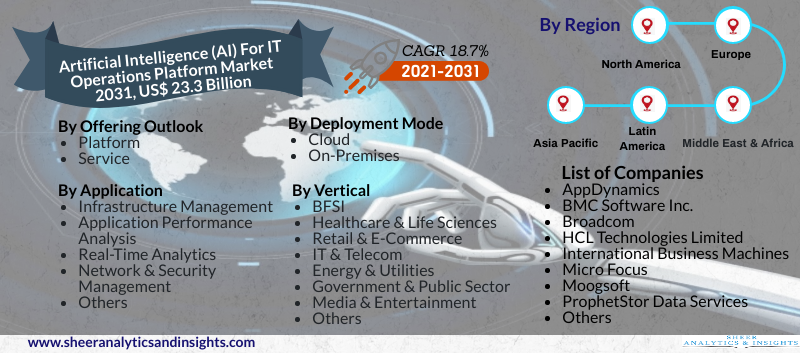 Artificial Intelligence (AI) For IT
Operations Platform Market
2031, US$ 23.3 Billion
CAGR 18.7%
2021-2031
By Region
North America
Europe
Asia Pacific
Latin
America
Middle East & Africa
By Offering Outlook
• Platform
• Service
By Deployment Mode
• Cloud
• On-Premises
By Application
• Infrastructure Management
• Application Performance
Analysis
• Real-Time Analytics
• Network & Security
Management
• Others
By Vertical
• BFSI
• Healthcare & Life Sciences
• Retail & E-Commerce
• IT & Telecom
• Energy & Utilities
• Government & Public Sector
• Media & Entertainment
• Others
List of Companies
• AppDynamics
• BMC Software Inc.
• Broadcom
• HCL Technologies Limited
• International Business Machines
• Micro Focus
• Moogsoft
• ProphetStor Data Services
• Others
www.sheeranalyticsandinsights.com
SHEER
ANALYTICS & INSIGHTS